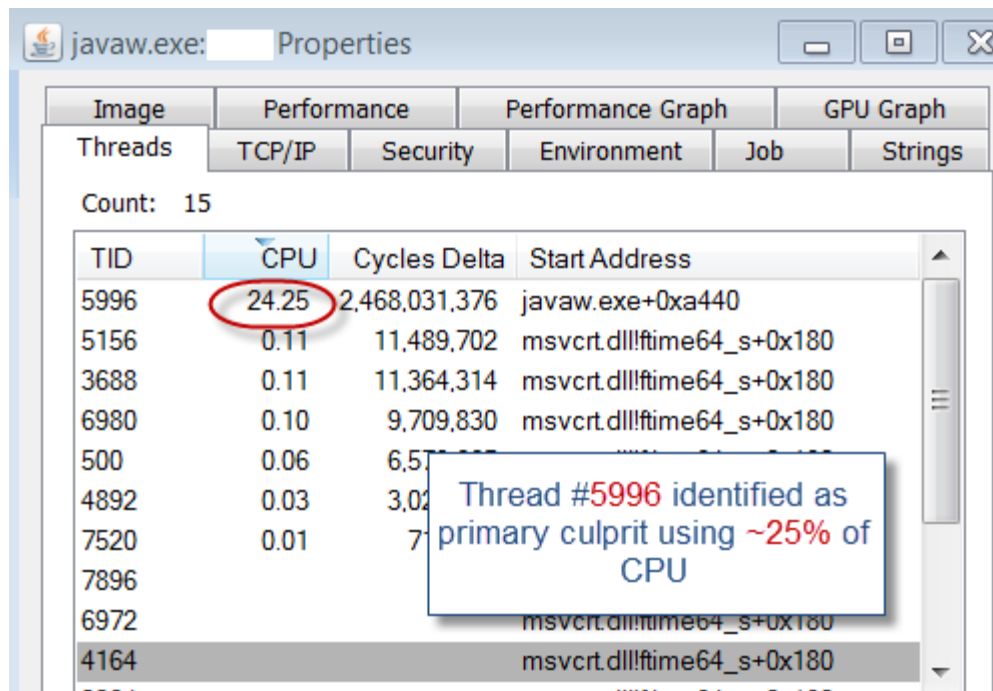 javaw.exe: Properties
Image Performance Performance Graph GPU Graph
Threads TCP/IP Security Environment Job Strings
Count: 15
TID CPU Cycles Delta Start Address
5996 24.25 2,468,031,376 javaw.exe+0xa440
5156 0.11 11,489,702 msvcrt.dll!ftime64_s+0x180
3688 0.11 11,364,314 msvcrt.dll!ftime64_s+0x180
6980 0.10 9,709,830 msvcrt.dll!ftime64_s+0x180
500 0.06
4892 0.03
7520 0.01
7896
6972 msvcrt.dll!ftime64_s+0x180
4164 msvcrt.dll!ftime64_s+0x180
Thread #5996 identified as
primary culprit using ~25% of
CPU